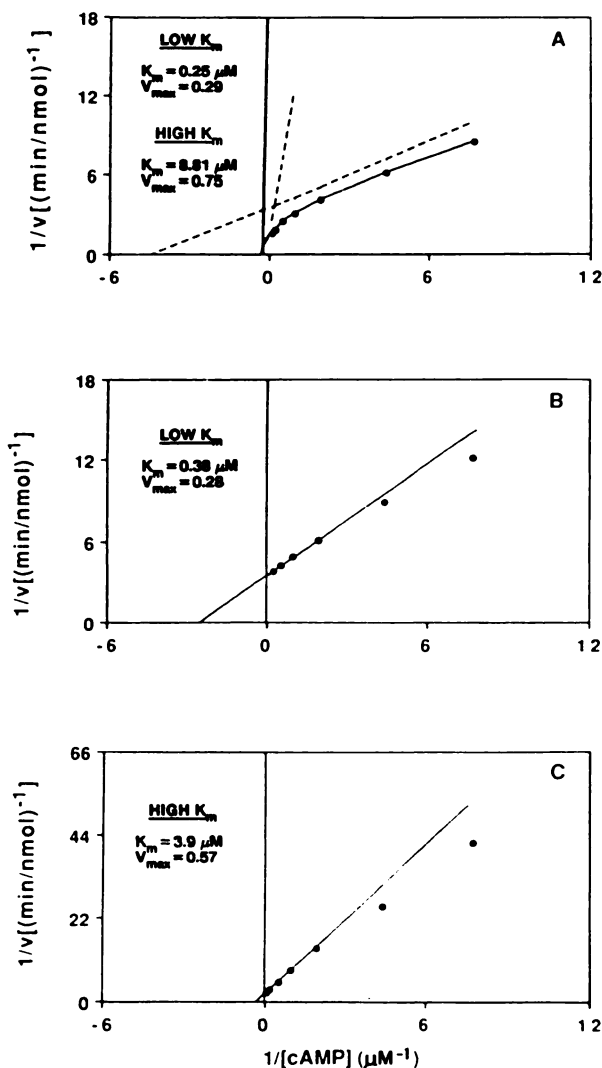 A
LOW Km
Km = 0.25 μM
Vmax = 0.29
HIGH Km
Km = 8.81 μM
Vmax = 0.75
1/v[(min/nmol)⁻¹]
18
12
6
0
-6 0 6 12
B
LOW Km
Km = 0.38 μM
Vmax = 0.28
1/v[(min/nmol)⁻¹]
18
12
6
0
-6 0 6 12
C
HIGH Km
Km = 3.9 μM
Vmax = 0.57
1/v[(min/nmol)⁻¹]
66
44
22
0
-6 0 6 12
1/[cAMP] (μM⁻¹)